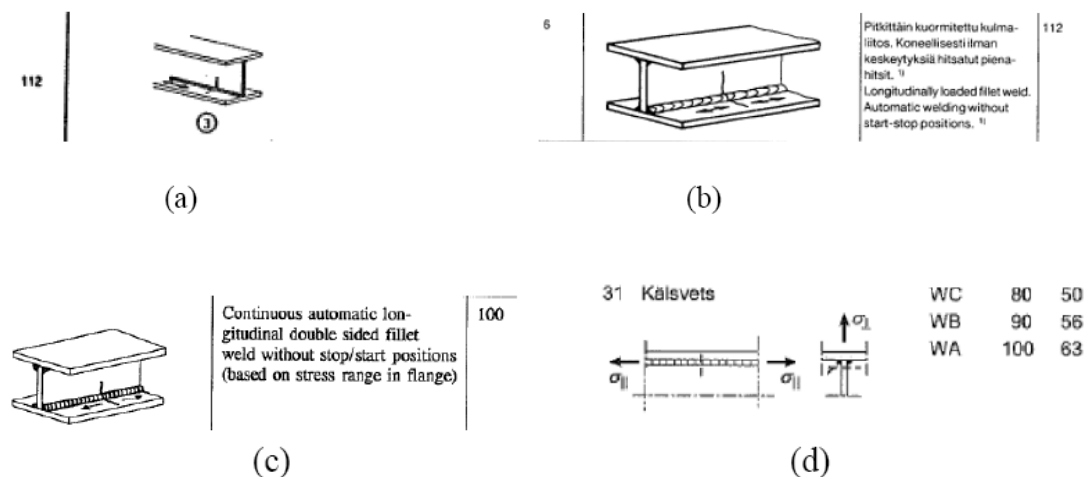 112
3
(a)
6
Pitkittäin kuormitettu kulma-
liitos. Koneellisesti ilman
keskeytyksiä hitsatut piena-
hitsit. 1)
Longitudinally loaded fillet weld.
Automatic welding without
start-stop positions. 1)
112
(b)
Continuous automatic lon-
gitudinal double sided fillet
weld without stop/start positions
(based on stress range in flange)
100
(c)
31 Kälsvets
WC 80 50
WB 90 56
WA 100 63
σ⊥
σ||
σ||
(d)